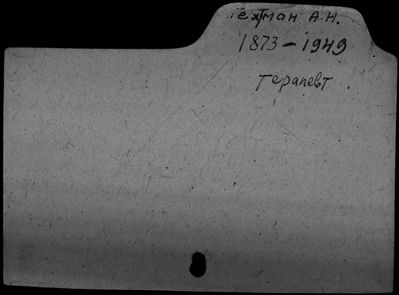 Гехтман А.Н.
1873 – 1949
терапевт